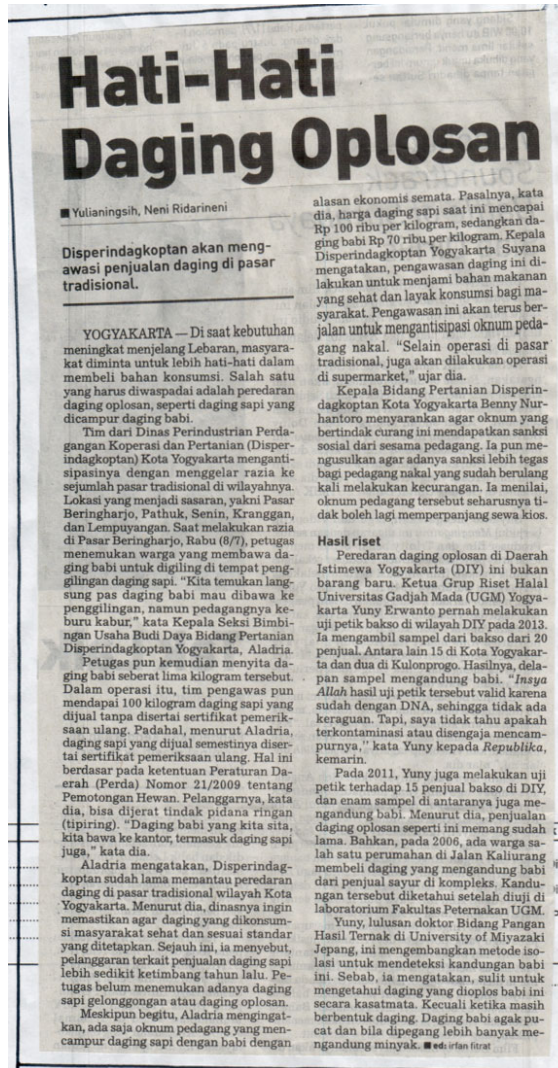 Hati-Hati
Daging Oplosan
■ Yulianingsih, Neni Ridarineni
Disperindagkoptan akan meng-
awasi penjualan daging di pasar
tradisional.
YOGYAKARTA — Di saat kebutuhan
meningkat menjelang Lebaran, masyara-
kat diminta untuk lebih hati-hati dalam
membeli bahan konsumsi. Salah satu
yang harus diwaspadai adalah peredaran
daging oplosan, seperti daging sapi yang
dicampur daging babi.
Tim dari Dinas Perindustrian Perda-
gangan Koperasi dan Pertanian (Disper-
indagkoptan) Kota Yogyakarta menganti-
sipasinya dengan menggelar razia ke
sejumlah pasar tradisional di wilayahnya.
Lokasi yang menjadi sasaran, yakni Pasar
Beringharjo, Pathuk, Senin, Kranggan,
dan Lempuyangan. Saat melakukan razia
di Pasar Beringharjo, Rabu (8/7), petugas
menemukan warga yang membawa da-
ging babi untuk digiling di tempat peng-
gilingan daging sapi. “Kita temukan lang-
sung pas daging babi mau dibawa ke
penggilingan, namun pedagangnya ke-
buru kabur,” kata Kepala Seksi Bimbi-
ngan Usaha Budi Daya Bidang Pertanian
Disperindagkoptan Yogyakarta, Aladria.
Petugas pun kemudian menyita da-
ging babi seberat lima kilogram tersebut.
Dalam operasi itu, tim pengawas pun
mendapai 100 kilogram daging sapi yang
dijual tanpa disertai sertifikat pemerik-
saan ulang. Padahal, menurut Aladria,
daging sapi yang dijual semestinya diser-
tai sertifikat pemeriksaan ulang. Hal ini
berdasar pada ketentuan Peraturan Da-
erah (Perda) Nomor 21/2009 tentang
Pemotongan Hewan. Pelanggarnya, kata
dia, bisa dijerat tindak pidana ringan
(tipiring). “Daging babi yang kita sita,
kita bawa ke kantor, termasuk daging sapi
juga,” kata dia.
Aladria mengatakan, Disperindag-
koptan sudah lama memantau peredaran
daging di pasar tradisional wilayah Kota
Yogyakarta. Menurut dia, dinasnya ingin
memastikan agar daging yang dikonsum-
si masyarakat sehat dan sesuai standar
yang ditetapkan. Sejauh ini, ia menyebut,
pelanggaran terkait penjualan daging sapi
lebih sedikit ketimbang tahun lalu. Pe-
tugas belum menemukan adanya daging
sapi gelonggongan atau daging oplosan.
Meskipun begitu, Aladria mengingat-
kan, ada saja oknum pedagang yang men-
campur daging sapi dengan babi dengan
alasan ekonomis semata. Pasalnya, kata
dia, harga daging sapi saat ini mencapai
Rp 100 ribu per kilogram, sedangkan da-
ging babi Rp 70 ribu per kilogram. Kepala
Disperindagkoptan Yogyakarta Suyana
mengatakan, pengawasan daging ini di-
lakukan untuk menjami bahan makanan
yang sehat dan layak konsumsi bagi ma-
syarakat. Pengawasan ini akan terus ber-
jalan untuk mengantisipasi oknum peda-
gang nakal. “Selain operasi di pasar
tradisional, juga akan dilakukan operasi
di supermarket,” ujar dia.
Kepala Bidang Pertanian Disperin-
dagkoptan Kota Yogyakarta Benny Nur-
hantoro menyarankan agar oknum yang
bertindak curang ini mendapatkan sanksi
sosial dari sesama pedagang. Ia pun me-
ngusulkan agar adanya sanksi lebih tegas
bagi pedagang nakal yang sudah berulang
kali melakukan kecurangan. Ia menilai,
oknum pedagang tersebut seharusnya ti-
dak boleh lagi memperpanjang sewa kios.
Hasil riset
Peredaran daging oplosan di Daerah
Istimewa Yogyakarta (DIY) ini bukan
barang baru. Ketua Grup Riset Halal
Universitas Gadjah Mada (UGM) Yogya-
karta Yuny Erwanto pernah melakukan
uji petik bakso di wilayah DIY pada 2013.
Ia mengambil sampel dari bakso dari 20
penjual. Antara lain 15 di Kota Yogyakar-
ta dan dua di Kulonprogo. Hasilnya, dela-
pan sampel mengandung babi. “Insya
Allah hasil uji petik tersebut valid karena
sudah dengan DNA, sehingga tidak ada
keraguan. Tapi, saya tidak tahu apakah
terkontaminasi atau disengaja mencam-
purnya,” kata Yuny kepada Republika,
kemarin.
Pada 2011, Yuny juga melakukan uji
petik terhadap 15 penjual bakso di DIY,
dan enam sampel di antaranya juga me-
ngandung babi. Menurut dia, penjualan
daging oplosan seperti ini memang sudah
lama. Bahkan, pada 2006, ada warga sa-
lah satu perumahan di Jalan Kaliurang
membeli daging yang mengandung babi
dari penjual sayur di kompleks. Kandu-
ngan tersebut diketahui setelah diuji di
laboratorium Fakultas Peternakan UGM.
Yuny, lulusan doktor Bidang Pangan
Hasil Ternak di University of Miyazaki
Jepang, ini mengembangkan metode iso-
lasi untuk mendeteksi kandungan babi
ini. Sebab, ia mengatakan, sulit untuk
mengetahui daging yang dioplos babi ini
secara kasatmata. Kecuali ketika masih
berbentuk daging. Daging babi agak pu-
cat dan bila dipegang lebih banyak me-
ngandung minyak. ■ ed: irfan fitrat